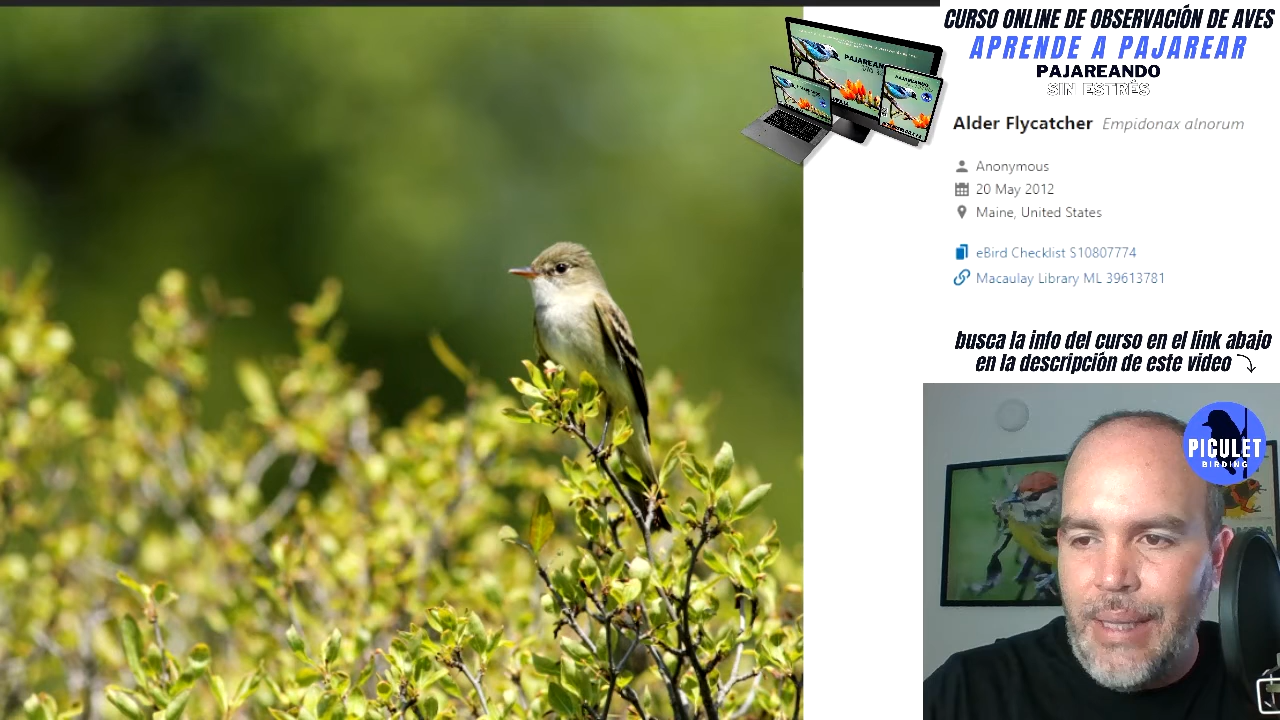 CURSO ONLINE DE OBSERVACIÓN DE AVES
APRENDE A PAJAREAR
PAJAREANDO
SIN ESTRÉS
Alder Flycatcher Empidonax alnorum
Anonymous
20 May 2012
Maine, United States
eBird Checklist S10807774
Macaulay Library ML 39613781
busca la info del curso en el link abajo
en la descripción de este video
PICULET
BIRDING